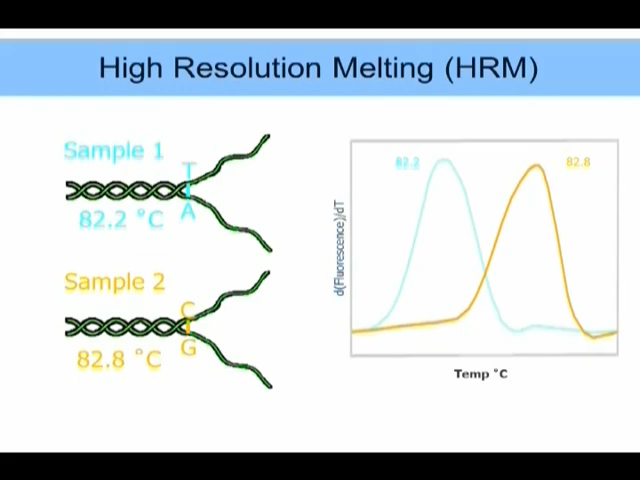 High Resolution Melting (HRM)
Sample 1
T
A
82.2 °C
Sample 2
C
G
82.8 °C
82.2
82.8
d(Fluorescence)/dT
Temp °C